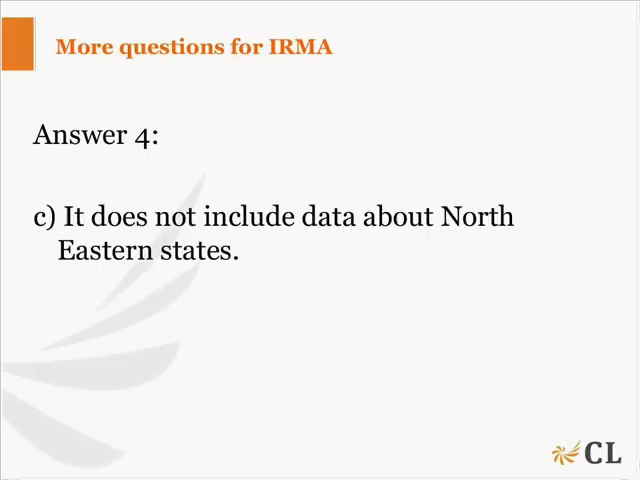 More questions for IRMA
Answer 4:
c) It does not include data about North
Eastern states.
CL